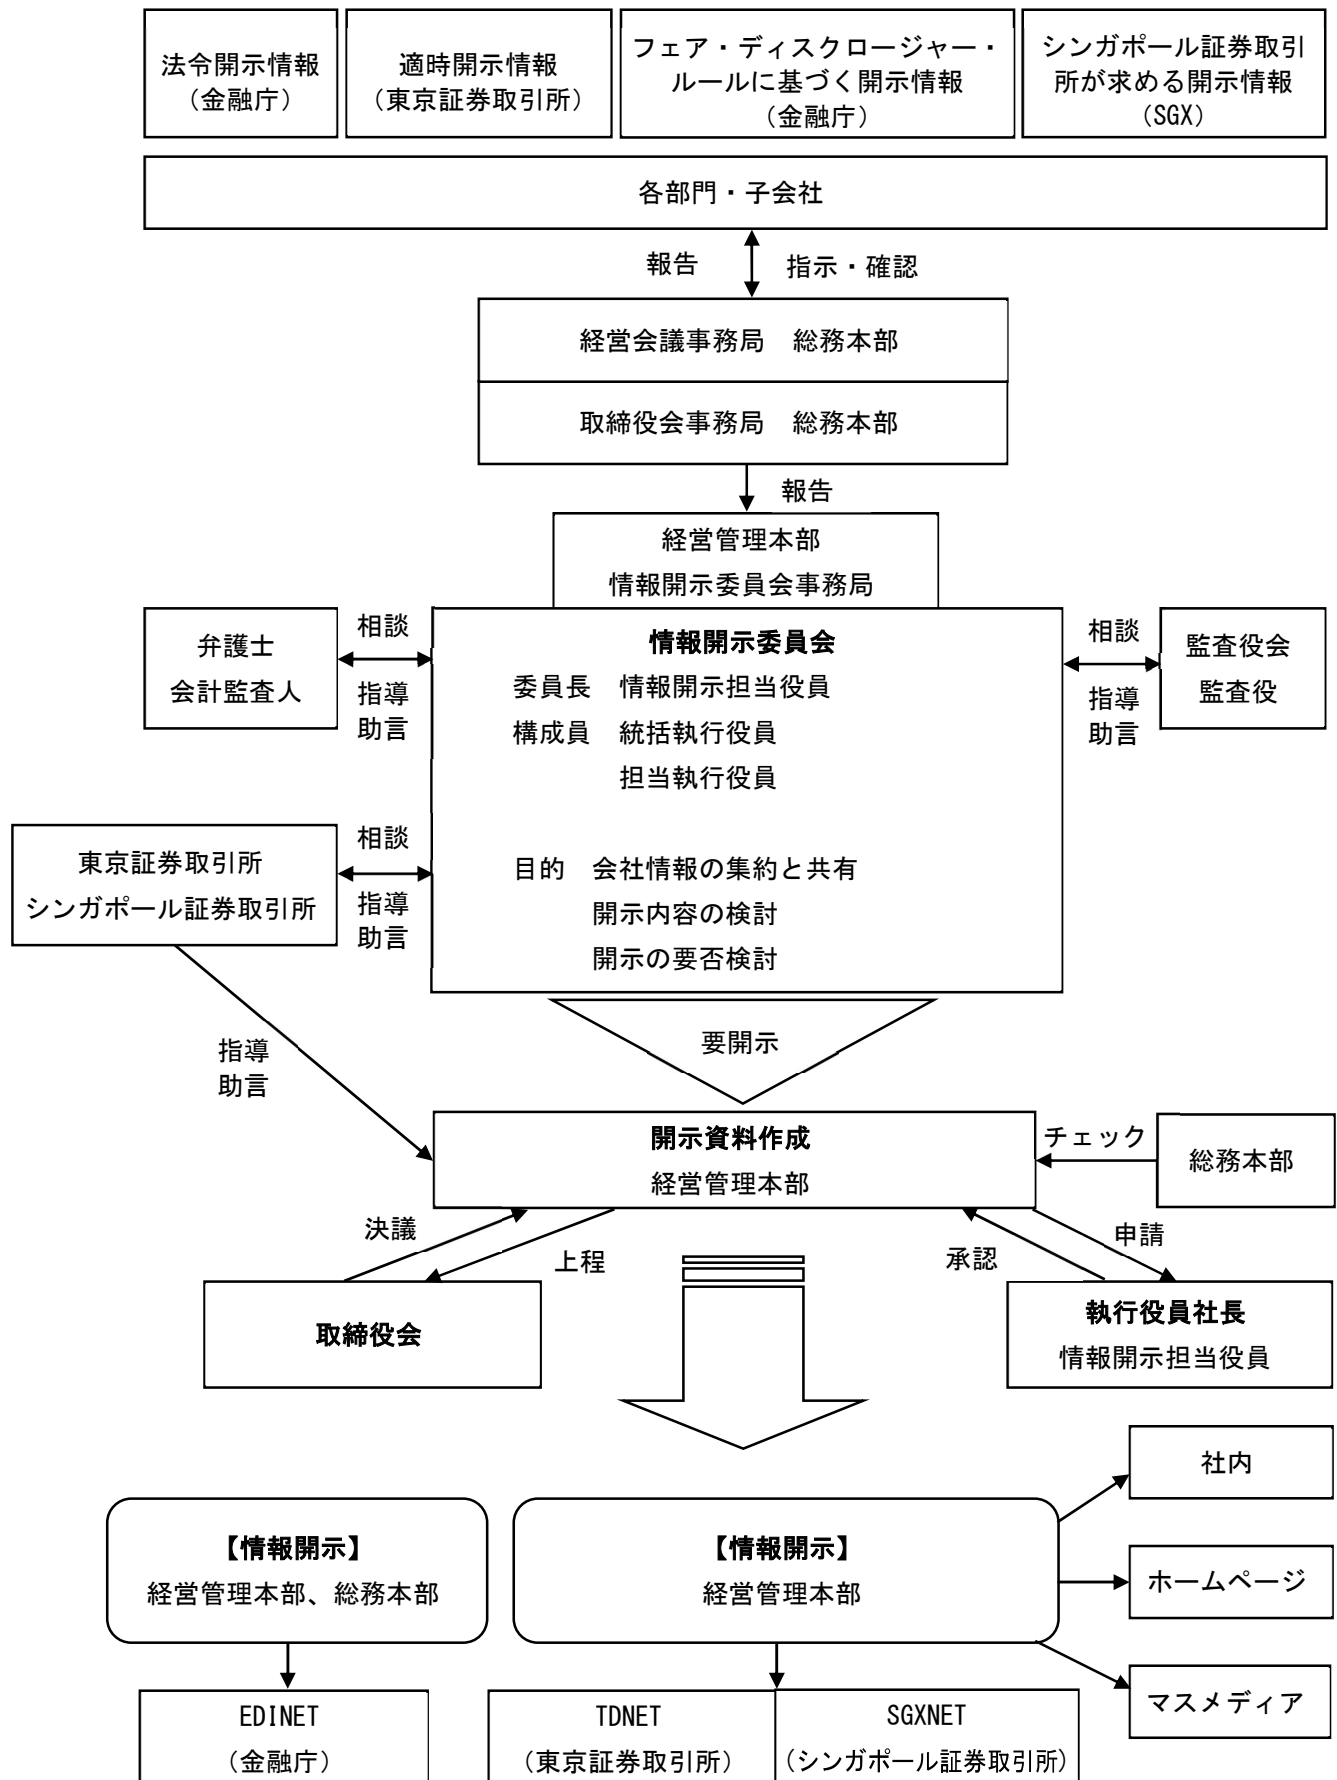 法令開示情報
（金融庁）
適時開示情報
（東京証券取引所）
フェア・ディスクロージャー・
ルールに基づく開示情報
（金融庁）
シンガポール証券取引
所が求める開示情報
（SGX）
各部門・子会社
報告
指示・確認
経営会議事務局　総務本部
取締役会事務局　総務本部
報告
経営管理本部
情報開示委員会事務局
弁護士
会計監査人
相談
指導
助言
情報開示委員会
委員長　情報開示担当役員
構成員　統括執行役員
担当執行役員
目的　会社情報の集約と共有
開示内容の検討
開示の要否検討
相談
指導
助言
監査役会
監査役
東京証券取引所
シンガポール証券取引所
相談
指導
助言
要開示
指導
助言
開示資料作成
経営管理本部
チェック
総務本部
決議
上程
承認
申請
取締役会
執行役員社長
情報開示担当役員
【情報開示】
経営管理本部、総務本部
【情報開示】
経営管理本部
社内
ホームページ
マスメディア
EDINET
（金融庁）
TDNET
（東京証券取引所）
SGXNET
（シンガポール証券取引所）